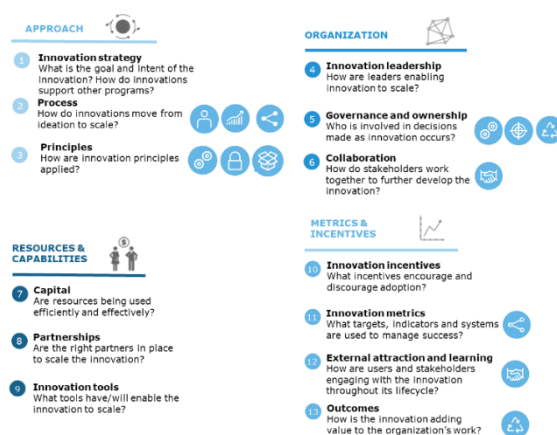 APPROACH
1 Innovation strategy
What is the goal and intent of the
innovation? How do innovations
support other programs?
2 Process
How do innovations move from
ideation to scale?
3 Principles
How are innovation principles
applied?
ORGANIZATION
4 Innovation leadership
How are leaders enabling
innovation to scale?
5 Governance and ownership
Who is involved in decisions
made as innovation occurs?
6 Collaboration
How do stakeholders work
together to further develop the
innovation?
RESOURCES &
CAPABILITIES
$
7 Capital
Are resources being used
efficiently and effectively?
8 Partnerships
Are the right partners in place
to scale the innovation?
9 Innovation tools
What tools have/will enable the
innovation to scale?
METRICS &
INCENTIVES
10 Innovation incentives
What incentives encourage and
discourage adoption?
11 Innovation metrics
What targets, indicators and systems
are used to manage success?
12 External attraction and learning
How are users and stakeholders
engaging with the innovation
throughout its lifecycle?
13 Outcomes
How is the innovation adding
value to the organization's work?